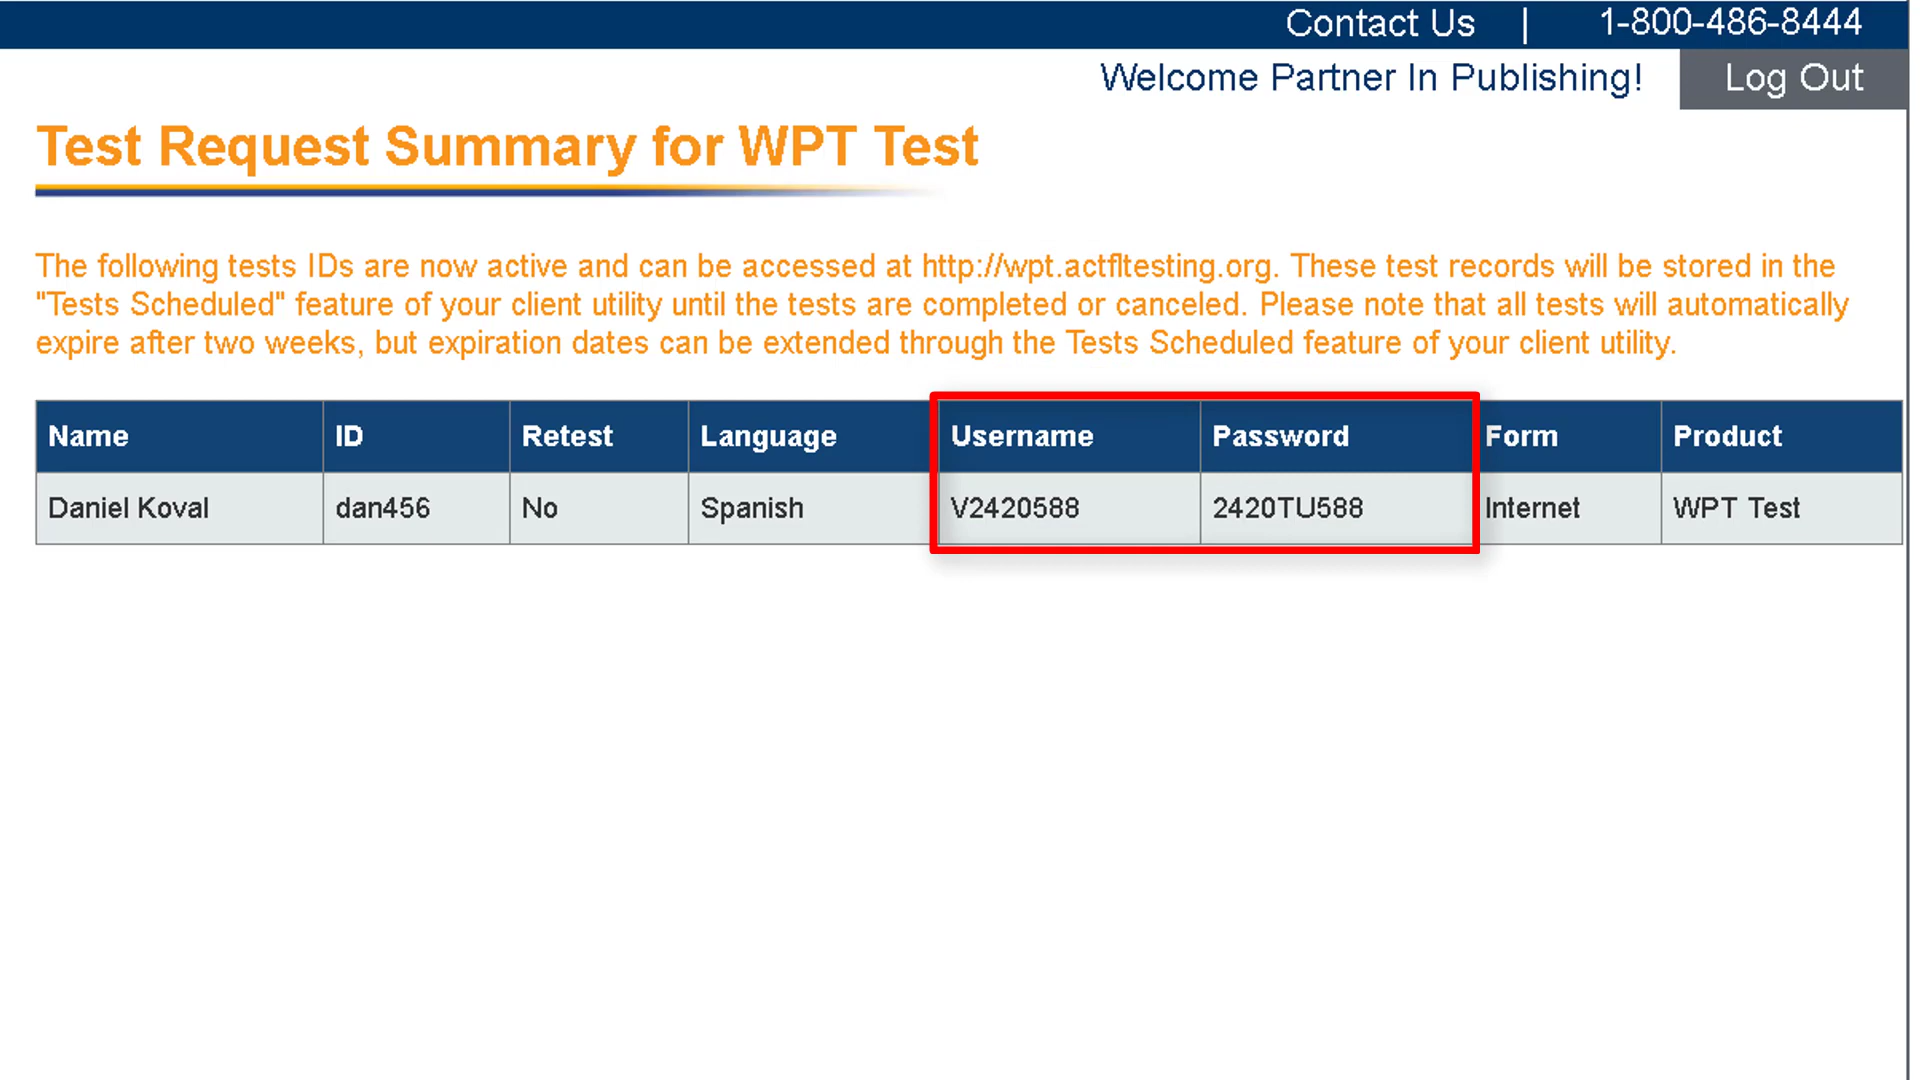 Contact Us | 1-800-486-8444
Welcome Partner In Publishing! Log Out
Test Request Summary for WPT Test
The following tests IDs are now active and can be accessed at http://wpt.actfltesting.org. These test records will be stored in the
"Tests Scheduled" feature of your client utility until the tests are completed or canceled. Please note that all tests will automatically
expire after two weeks, but expiration dates can be extended through the Tests Scheduled feature of your client utility.
Name ID Retest Language Username Password Form Product
Daniel Koval dan456 No Spanish V2420588 2420TU588 Internet WPT Test